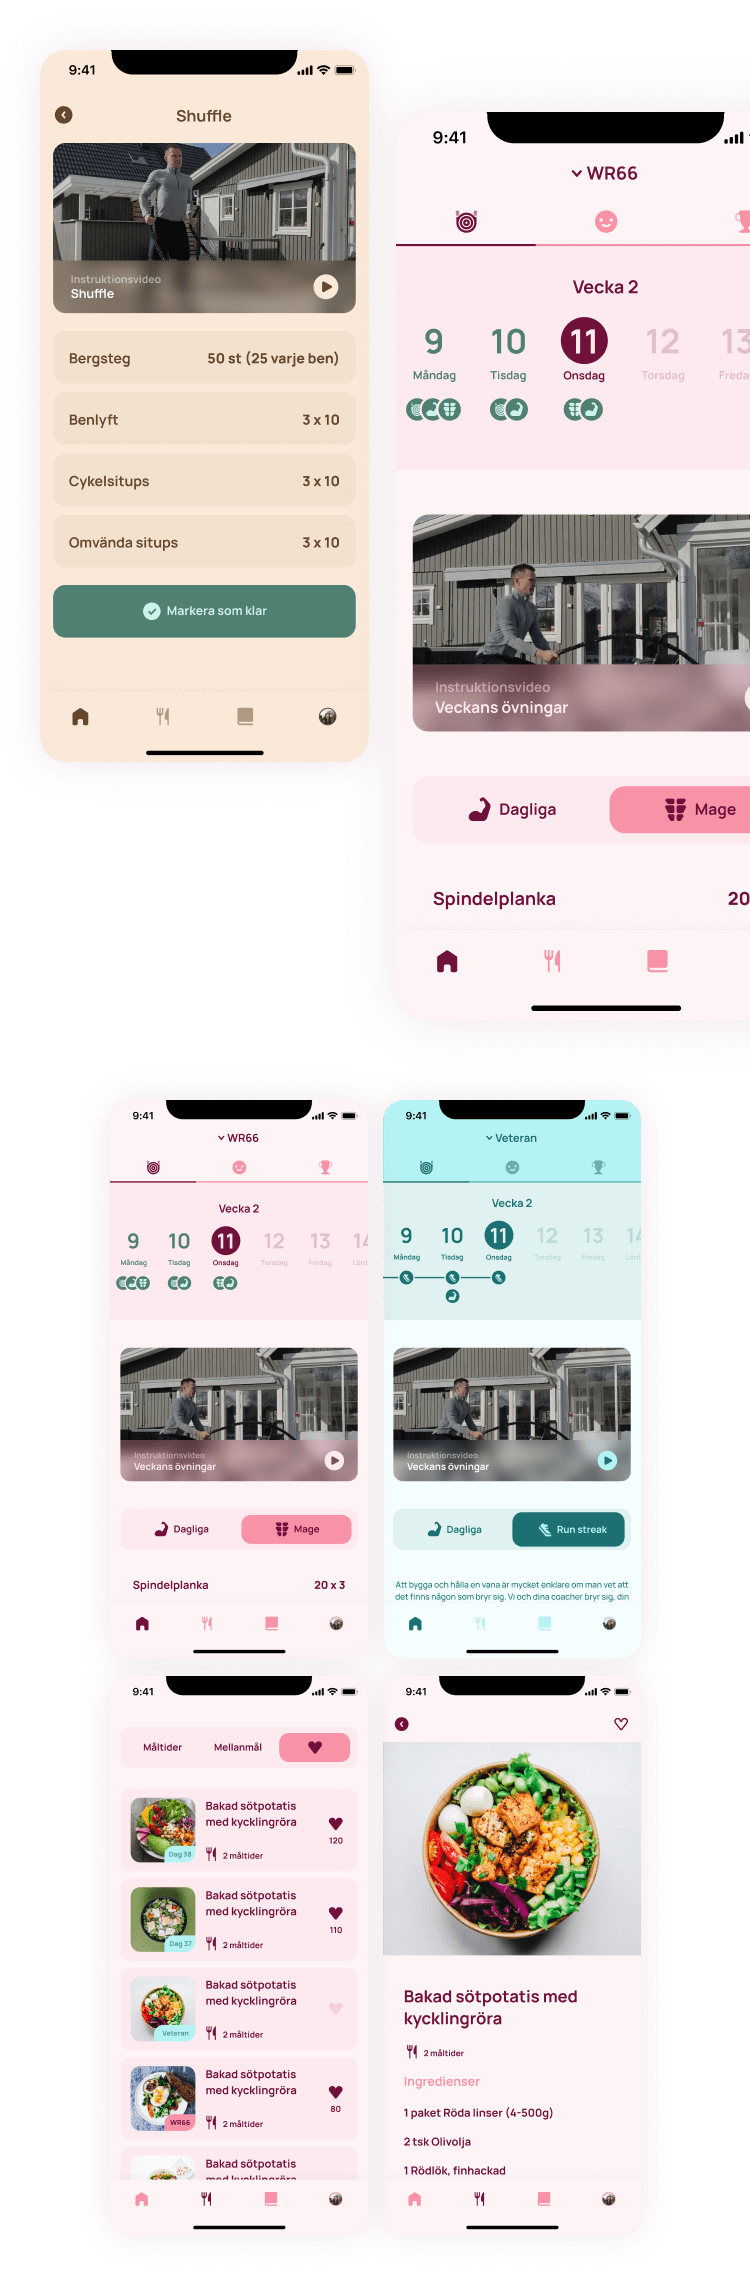 9:41
Shuffle
Instruktionsvideo
Shuffle
Bergsteg 50 st (25 varje ben)
Benlyft 3 x 10
Cykelsitups 3 x 10
Omvända situps 3 x 10
Markera som klar
9:41
WR66
Vecka 2
9 10 11 12 13
Måndag Tisdag Onsdag Torsdag Freda
Instruktionsvideo
Veckans övningar
Dagliga Mage
Spindelplanka 20
9:41
WR66
Vecka 2
9 10 11 12 13 14
Måndag Tisdag Onsdag Torsdag Fredag Lörd
Instruktionsvideo
Veckans övningar
Dagliga Mage
Spindelplanka 20 x 3
9:41
Veteran
Vecka 2
9 10 11 12 13 14
Måndag Tisdag Onsdag Torsdag Fredag Lörd
Instruktionsvideo
Veckans övningar
Dagliga Run streak
Att bygga och hålla en vana är mycket enklare om man vet att
det finns någon som bryr sig. Vi och dina coacher bryr sig, din
9:41
Måltider Mellanmål
Bakad sötpotatis
med kycklingröra
120
Dag 38
2 måltider
Bakad sötpotatis
med kycklingröra
110
Dag 37
2 måltider
Bakad sötpotatis
med kycklingröra
Veteran
2 måltider
Bakad sötpotatis
med kycklingröra
80
WR66
2 måltider
Bakad sötpotatis
med kycklingröra
9:41
Bakad sötpotatis med
kycklingröra
2 måltider
Ingredienser
1 paket Röda linser (4-500g)
2 tsk Olivolja
1 Rödlök, finhackad